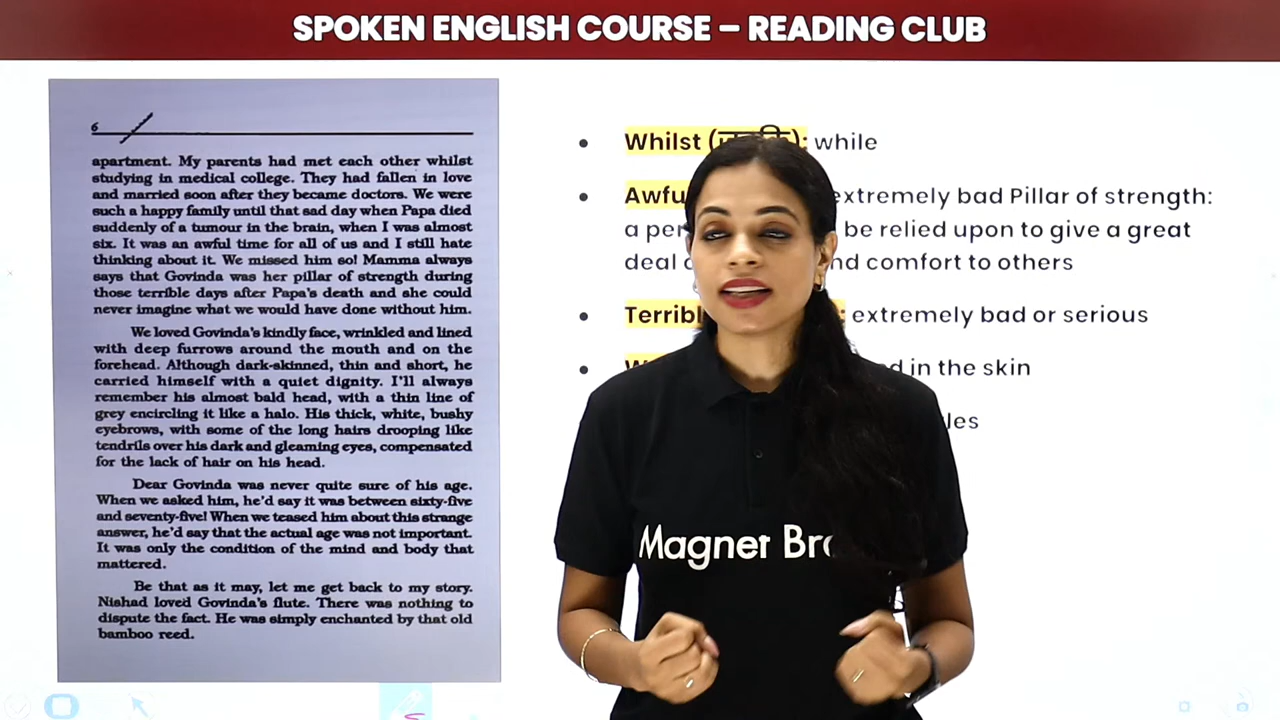 SPOKEN ENGLISH COURSE – READING CLUB
6
apartment. My parents had met each other whilst
studying in medical college. They had fallen in love
and married soon after they became doctors. We were
such a happy family until that sad day when Papa died
suddenly of a tumour in the brain, when I was almost
six. It was an awful time for all of us and I still hate
thinking about it. We missed him so! Mamma always
says that Govinda was her pillar of strength during
those terrible days after Papa's death and she could
never imagine what we would have done without him.
We loved Govinda's kindly face, wrinkled and lined
with deep furrows around the mouth and on the
forehead. Although dark-skinned, thin and short, he
carried himself with a quiet dignity. I'll always
remember his almost bald head, with a thin line of
grey encircling it like a halo. His thick, white, bushy
eyebrows, with some of the long hairs drooping like
tendrils over his dark and gleaming eyes, compensated
for the lack of hair on his head.
Dear Govinda was never quite sure of his age.
When we asked him, he'd say it was between sixty-five
and seventy-five! When we teased him about this strange
answer, he'd say that the actual age was not important.
It was only the condition of the mind and body that
mattered.
Be that as it may, let me get back to my story.
Nishad loved Govinda's flute. There was nothing to
dispute the fact. He was simply enchanted by that old
bamboo reed.
• Whilst ( ): while
• extremely bad Pillar of strength:
a be relied upon to give a great
deal and comfort to others
• : extremely bad or serious
• in the skin
Magnet